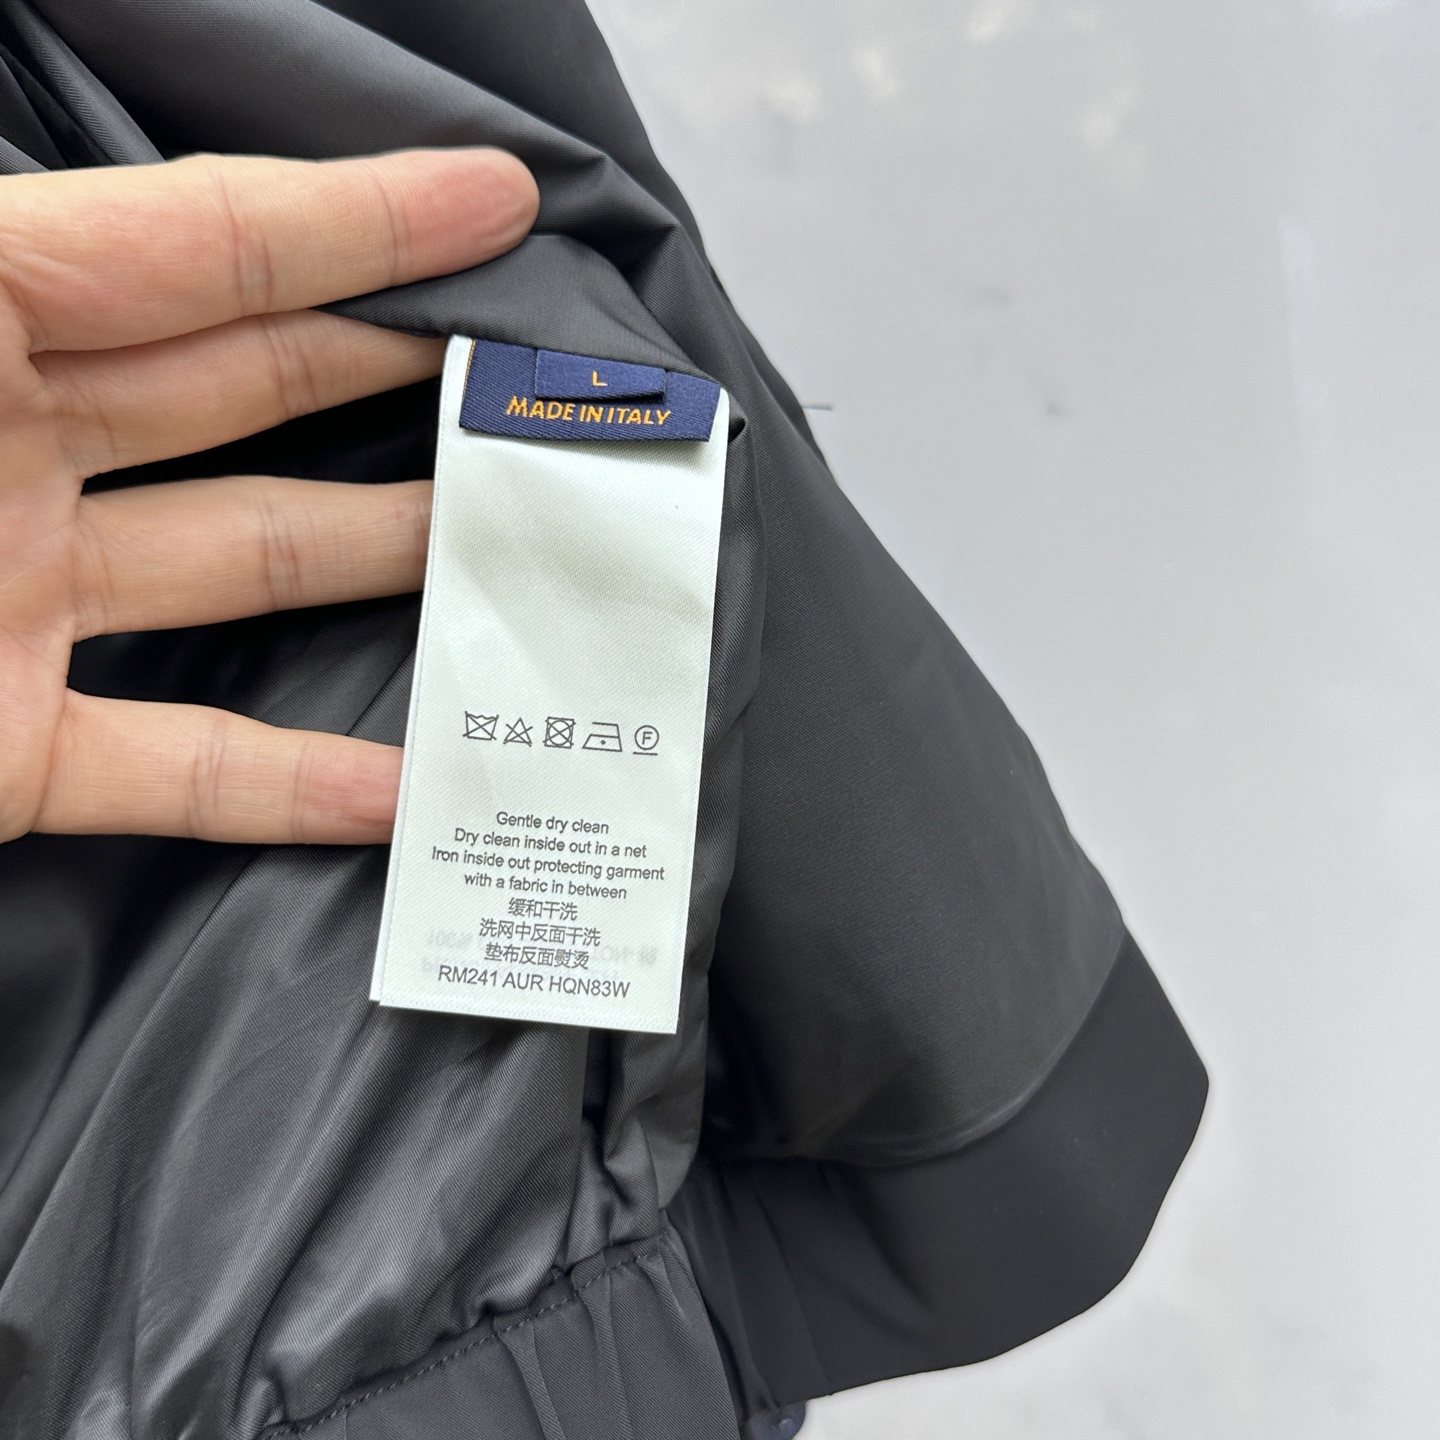 L
MADE IN ITALY
F
Gentle dry clean
Dry clean inside out in a net
Iron inside out protecting garment
with a fabric in between
缓和干洗
洗网中反面干洗
垫布反面熨烫
RM241 AUR HQN83W